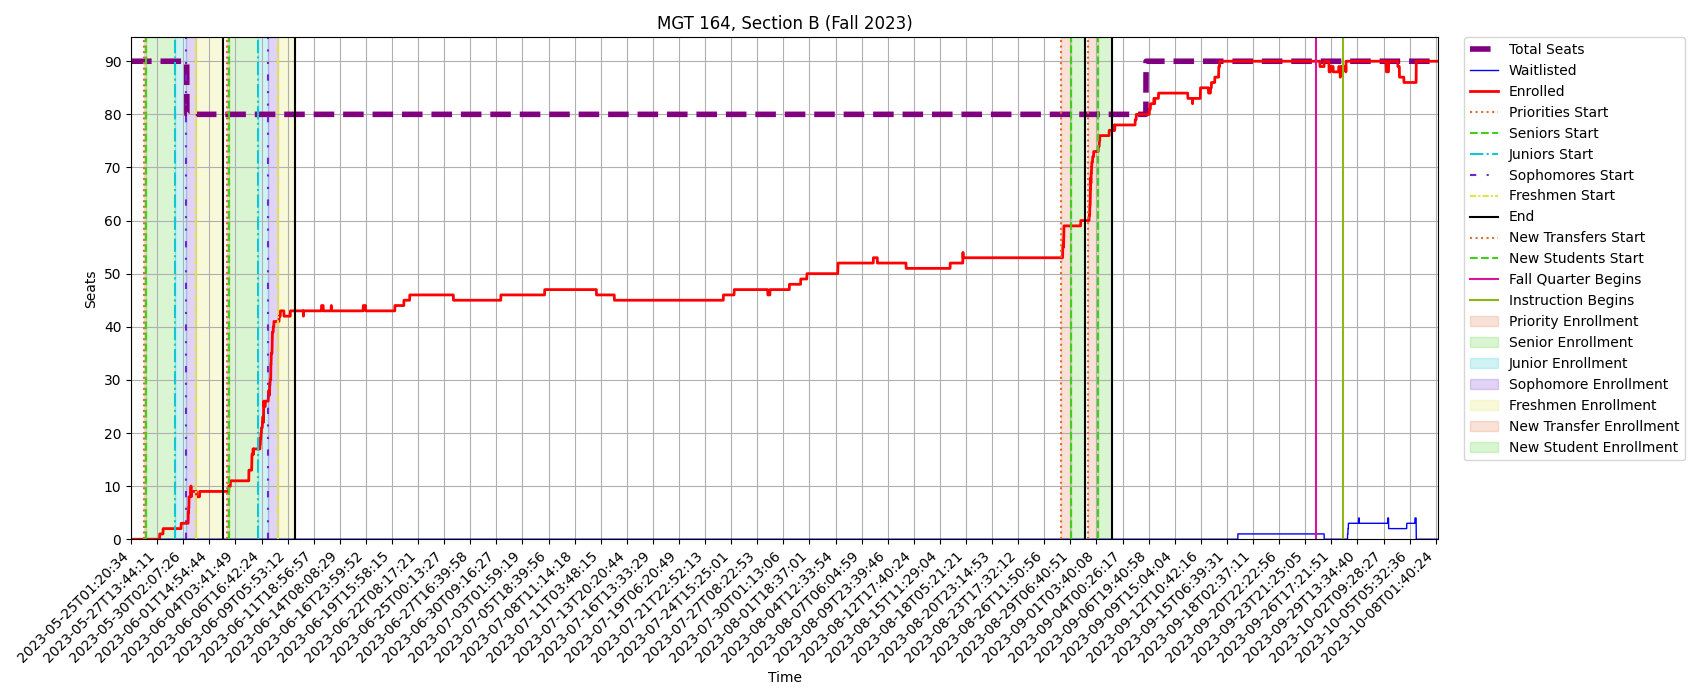 MGT 164, Section B (Fall 2023)
Seats
90
80
70
60
50
40
30
20
10
0
2023-05-25T01:20:34
2023-05-27T13:44:11
2023-05-30T02:07:26
2023-06-01T14:54:44
2023-06-04T03:41:49
2023-06-06T16:42:22
2023-06-09T05:53:12
2023-06-11T18:56:57
2023-06-14T08:08:29
2023-06-16T23:59:52
2023-06-19T15:58:15
2023-06-22T08:17:21
2023-06-25T00:13:27
2023-06-27T16:39:58
2023-06-30T09:16:27
2023-07-03T01:59:19
2023-07-05T18:39:56
2023-07-08T11:14:18
2023-07-11T03:48:15
2023-07-13T20:20:44
2023-07-16T13:33:29
2023-07-19T06:20:49
2023-07-21T22:52:13
2023-07-24T15:25:01
2023-07-27T08:22:53
2023-07-30T01:13:06
2023-08-01T18:37:01
2023-08-04T12:33:54
2023-08-07T06:04:59
2023-08-09T23:39:46
2023-08-12T17:40:24
2023-08-15T11:29:04
2023-08-18T05:21:21
2023-08-20T23:14:53
2023-08-23T17:32:12
2023-08-26T11:50:56
2023-08-29T06:40:51
2023-09-01T03:40:08
2023-09-04T00:26:17
2023-09-06T19:40:58
2023-09-09T15:04:04
2023-09-12T10:42:16
2023-09-15T06:39:31
2023-09-18T02:37:11
2023-09-20T22:22:56
2023-09-23T21:25:05
2023-09-26T17:21:51
2023-09-29T13:34:40
2023-10-02T09:28:27
2023-10-05T05:32:36
2023-10-08T01:40:24
Time
Total Seats
Waitlisted
Enrolled
Priorities Start
Seniors Start
Juniors Start
Sophomores Start
Freshmen Start
End
New Transfers Start
New Students Start
Fall Quarter Begins
Instruction Begins
Priority Enrollment
Senior Enrollment
Junior Enrollment
Sophomore Enrollment
Freshmen Enrollment
New Transfer Enrollment
New Student Enrollment